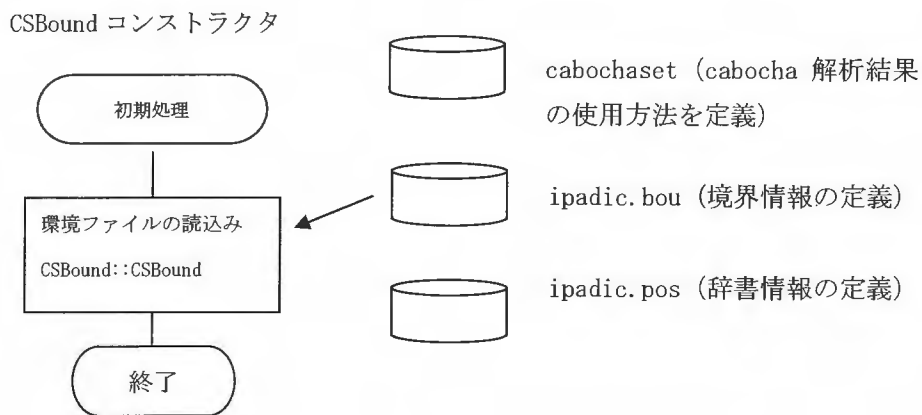 CSBound コンストラクタ
初期処理
環境ファイルの読込み
CSBound::CSBound
終了
cabochaset（cabocha 解析結果
の使用方法を定義）
ipadic.bou（境界情報の定義）
ipadic.pos（辞書情報の定義）